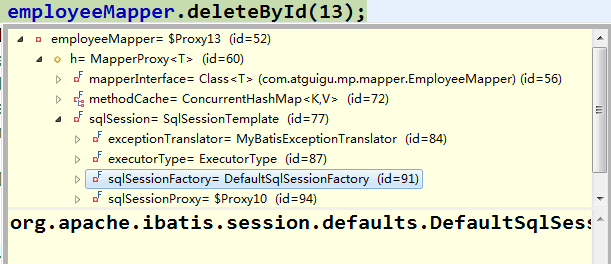 employeeMapper.deleteById(13);
employeeMapper= $Proxy13 (id=52)
h= MapperProxy<T> (id=60)
mapperInterface= Class<T> (com.atguigu.mp.mapper.EmployeeMapper) (id=56)
methodCache= ConcurrentHashMap<K,V> (id=72)
sqlSession= SqlSessionTemplate (id=77)
exceptionTranslator= MyBatisExceptionTranslator (id=84)
executorType= ExecutorType (id=87)
sqlSessionFactory= DefaultSqlSessionFactory (id=91)
sqlSessionProxy= $Proxy10 (id=94)
org.apache.ibatis.session.defaults.DefaultSqlSess